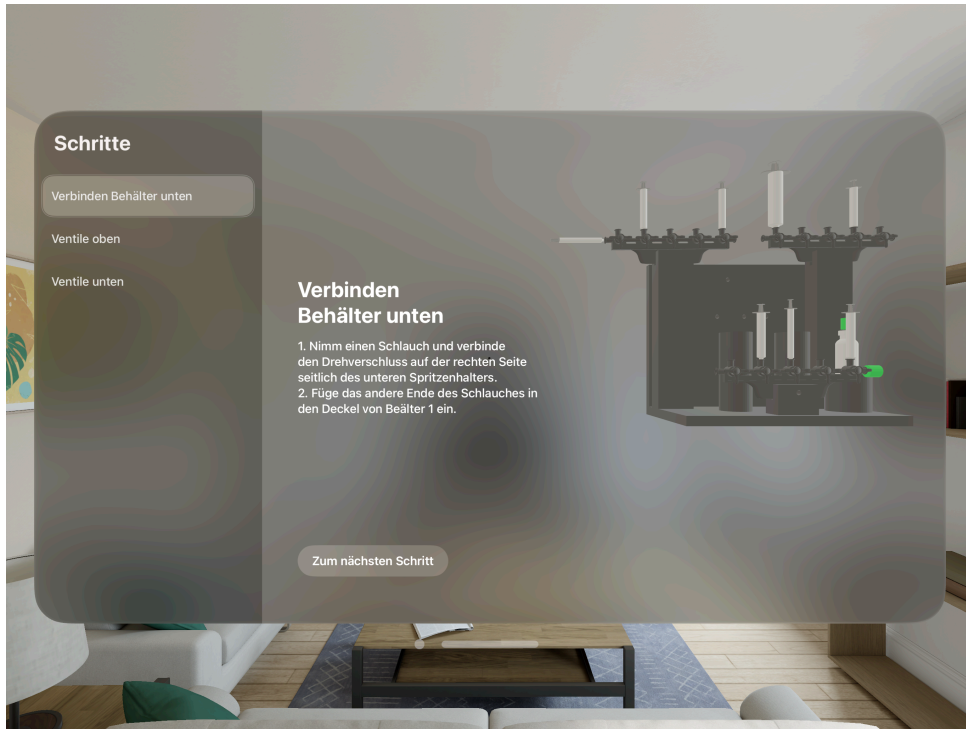 Schritte
Verbinden Behälter unten
Ventile oben
Ventile unten
Verbinden
Behälter unten
1. Nimm einen Schlauch und verbinde
den Drehverschluss auf der rechten Seite
seitlich des unteren Spritzenhalters.
2. Füge das andere Ende des Schlauches in
den Deckel von Beälter 1 ein.
Zum nächsten Schritt